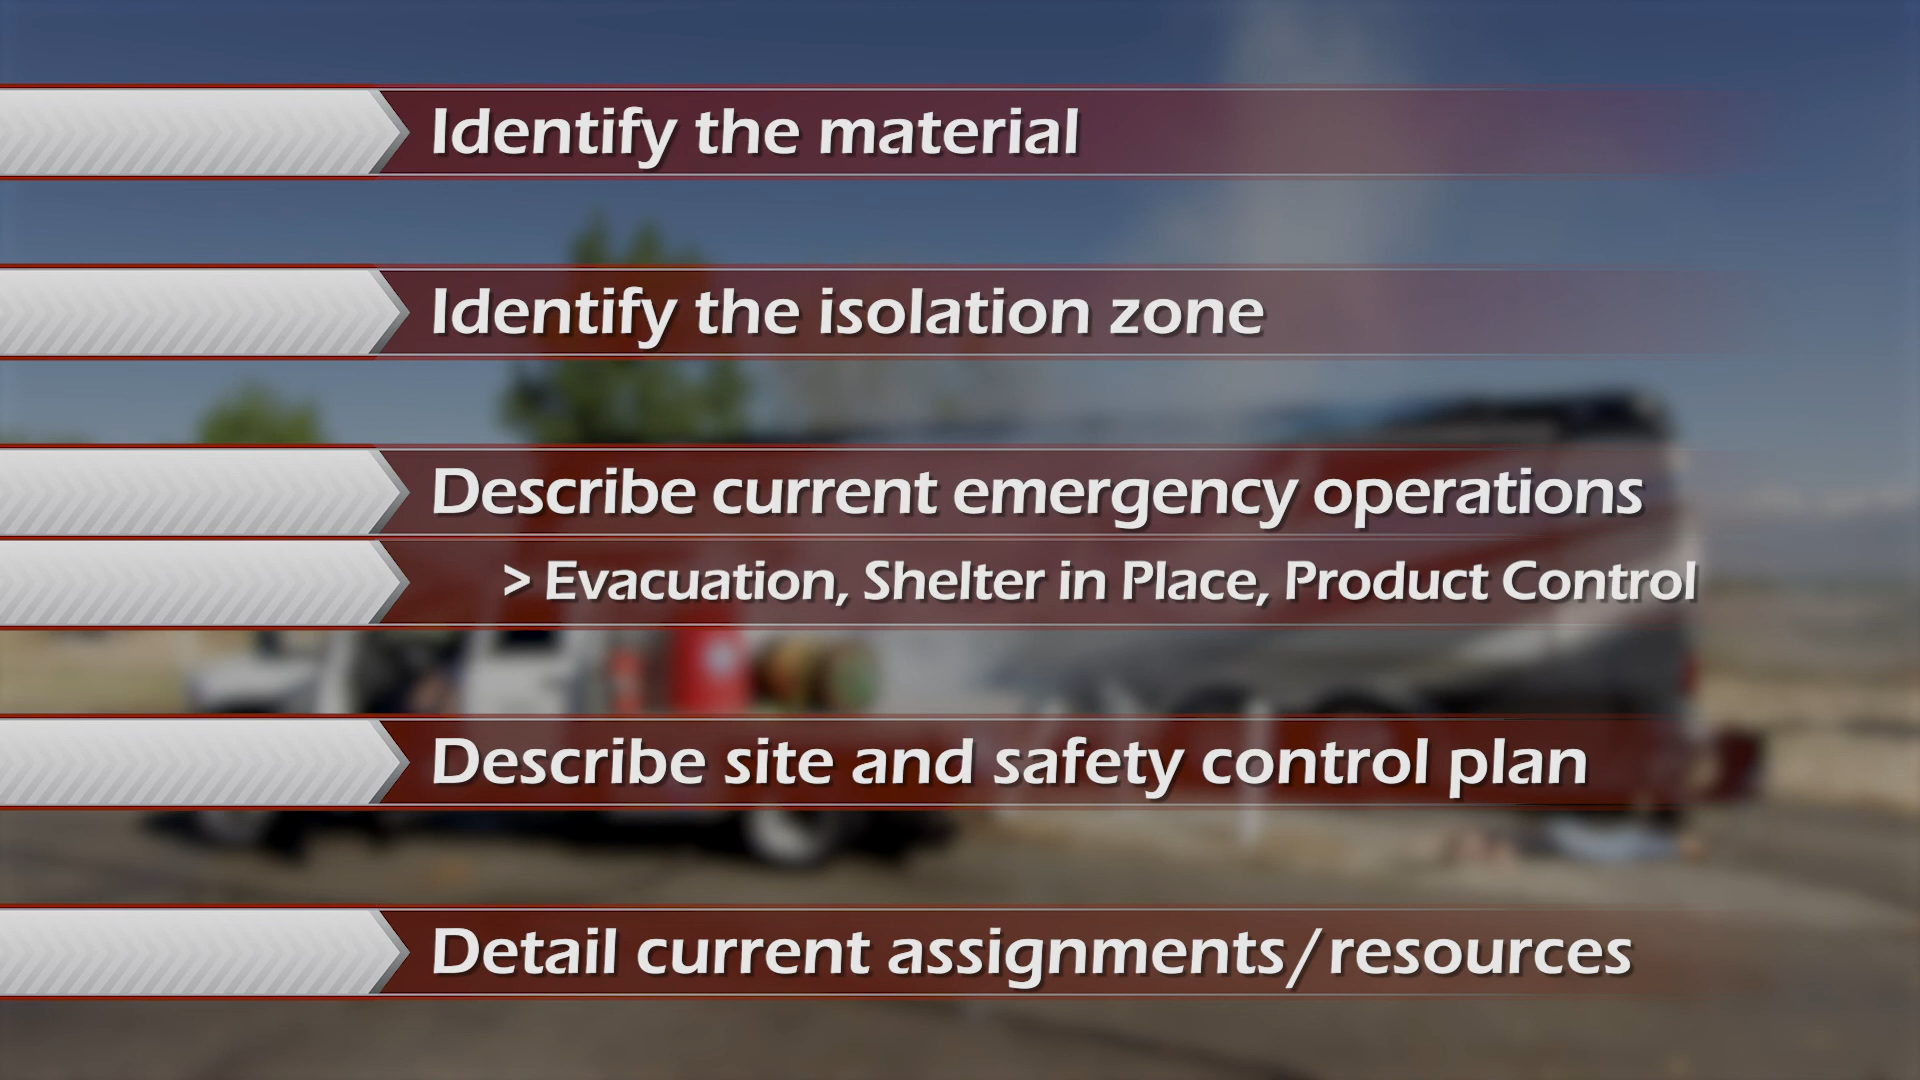 Identify the material
Identify the isolation zone
Describe current emergency operations
> Evacuation, Shelter in Place, Product Control
Describe site and safety control plan
Detail current assignments/resources